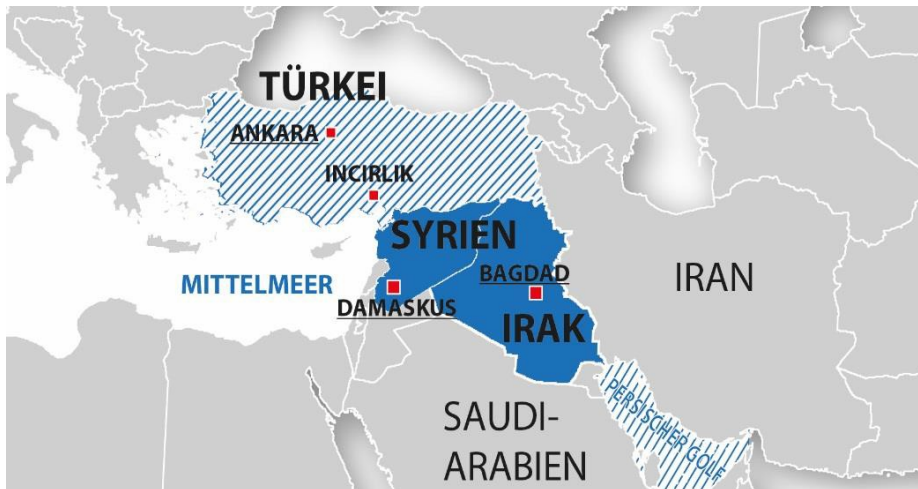 TÜRKEI
ANKARA
INCIRLIK
SYRIEN
MITTELMEER
BAGDAD
IRAN
DAMASKUS
IRAK
PERSISCHER GOLF
SAUDI-
ARABIEN